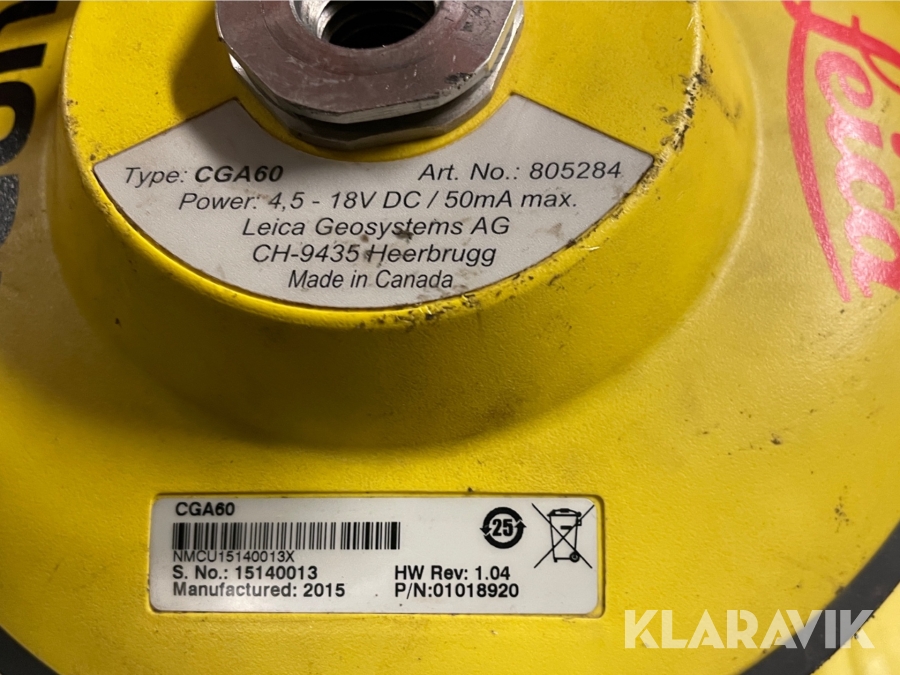 Leica
Type: CGA60 Art. No.: 805284
Power: 4,5 - 18V DC / 50mA max.
Leica Geosystems AG
CH-9435 Heerbrugg
Made in Canada
CGA60
25
NMCU15140013X
S. No.: 15140013 HW Rev: 1.04
Manufactured: 2015 P/N:01018920
KLARAVIK